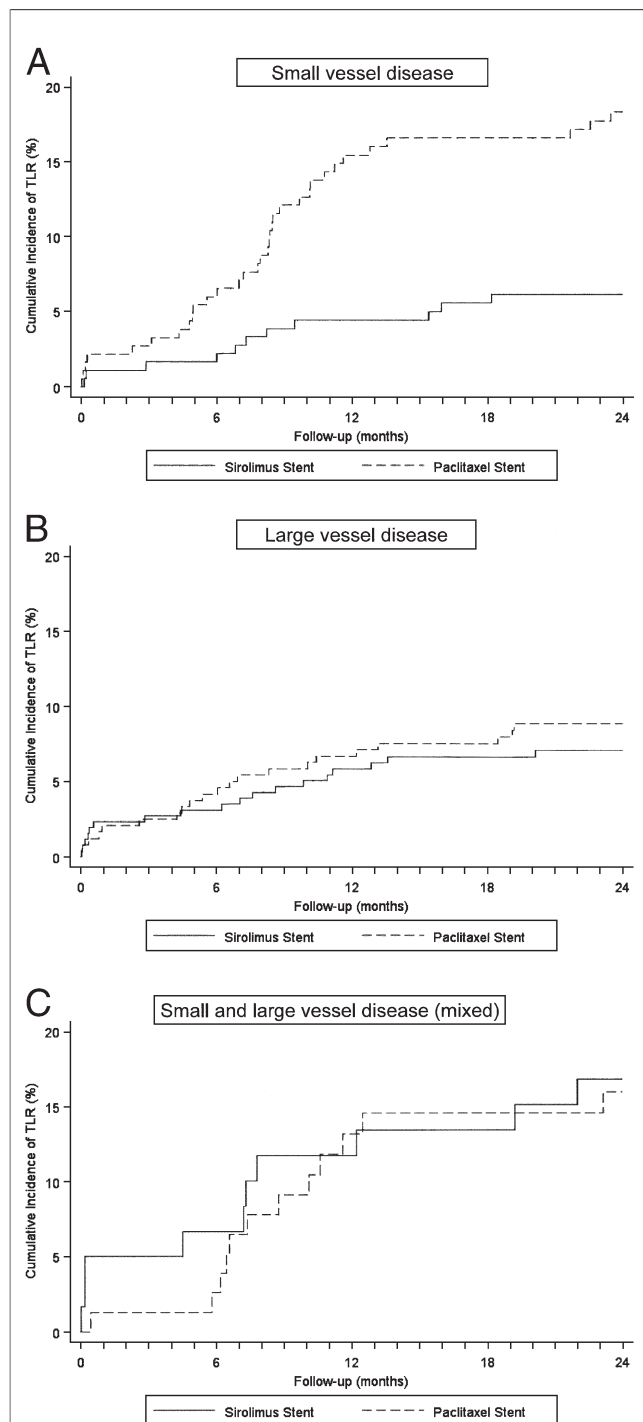 A
Small vessel disease
20
15
10
5
0
Cumulative Incidence of TLR (%)
0 6 12 18 24
Follow-up (months)
Sirolimus Stent Paclitaxel Stent
B
Large vessel disease
20
15
10
5
0
Cumulative Incidence of TLR (%)
0 6 12 18 24
Follow-up (months)
Sirolimus Stent Paclitaxel Stent
C
Small and large vessel disease (mixed)
20
15
10
5
0
Cumulative Incidence of TLR (%)
0 6 12 18 24
Follow-up (months)
Sirolimus Stent Paclitaxel Stent